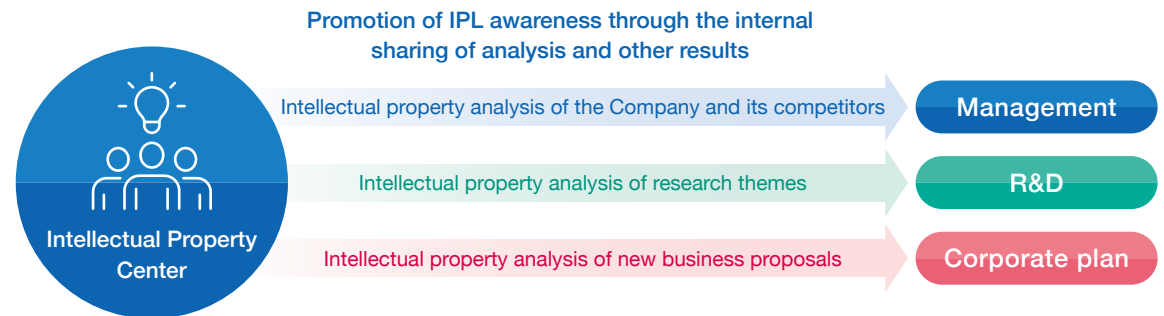 Promotion of IPL awareness through the internal
sharing of analysis and other results
Intellectual property analysis of the Company and its competitors
Management
Intellectual property analysis of research themes
R&D
Intellectual Property
Center
Intellectual property analysis of new business proposals
Corporate plan